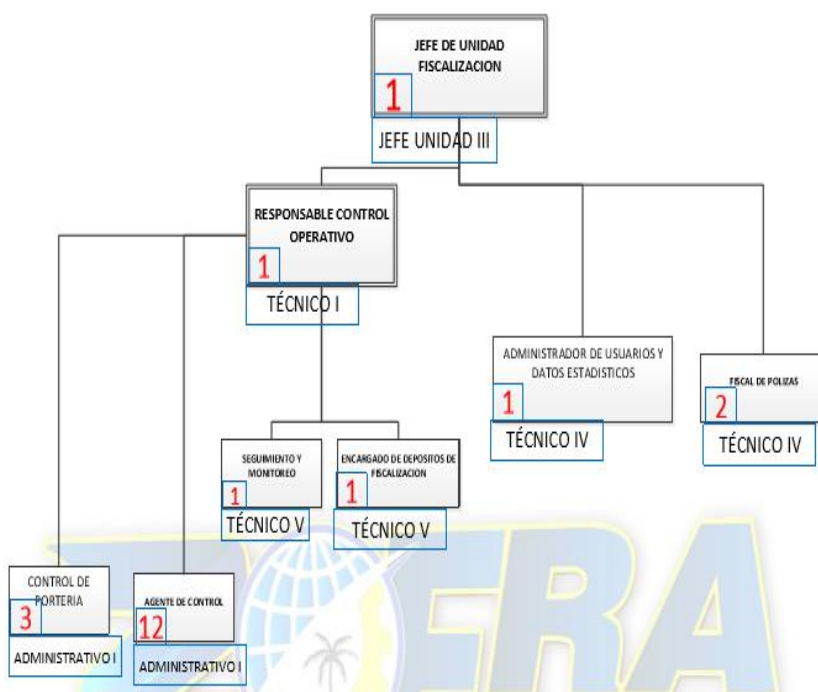 JEFE DE UNIDAD
FISCALIZACION
1
JEFE UNIDAD III
RESPONSABLE CONTROL
OPERATIVO
1
TÉCNICO I
ADMINISTRADOR DE USUARIOS Y
DATOS ESTADISTICOS
1
TÉCNICO IV
FISCAL DE POLIZAS
2
TÉCNICO IV
SEGUIMIENTO Y
MONITOREO
1
TÉCNICO V
ENCARGADO DE DEPOSITOS DE
FISCALIZACION
1
TÉCNICO V
CONTROL DE
PORTERIA
3
ADMINISTRATIVO I
AGENTE DE CONTROL
12
ADMINISTRATIVO I